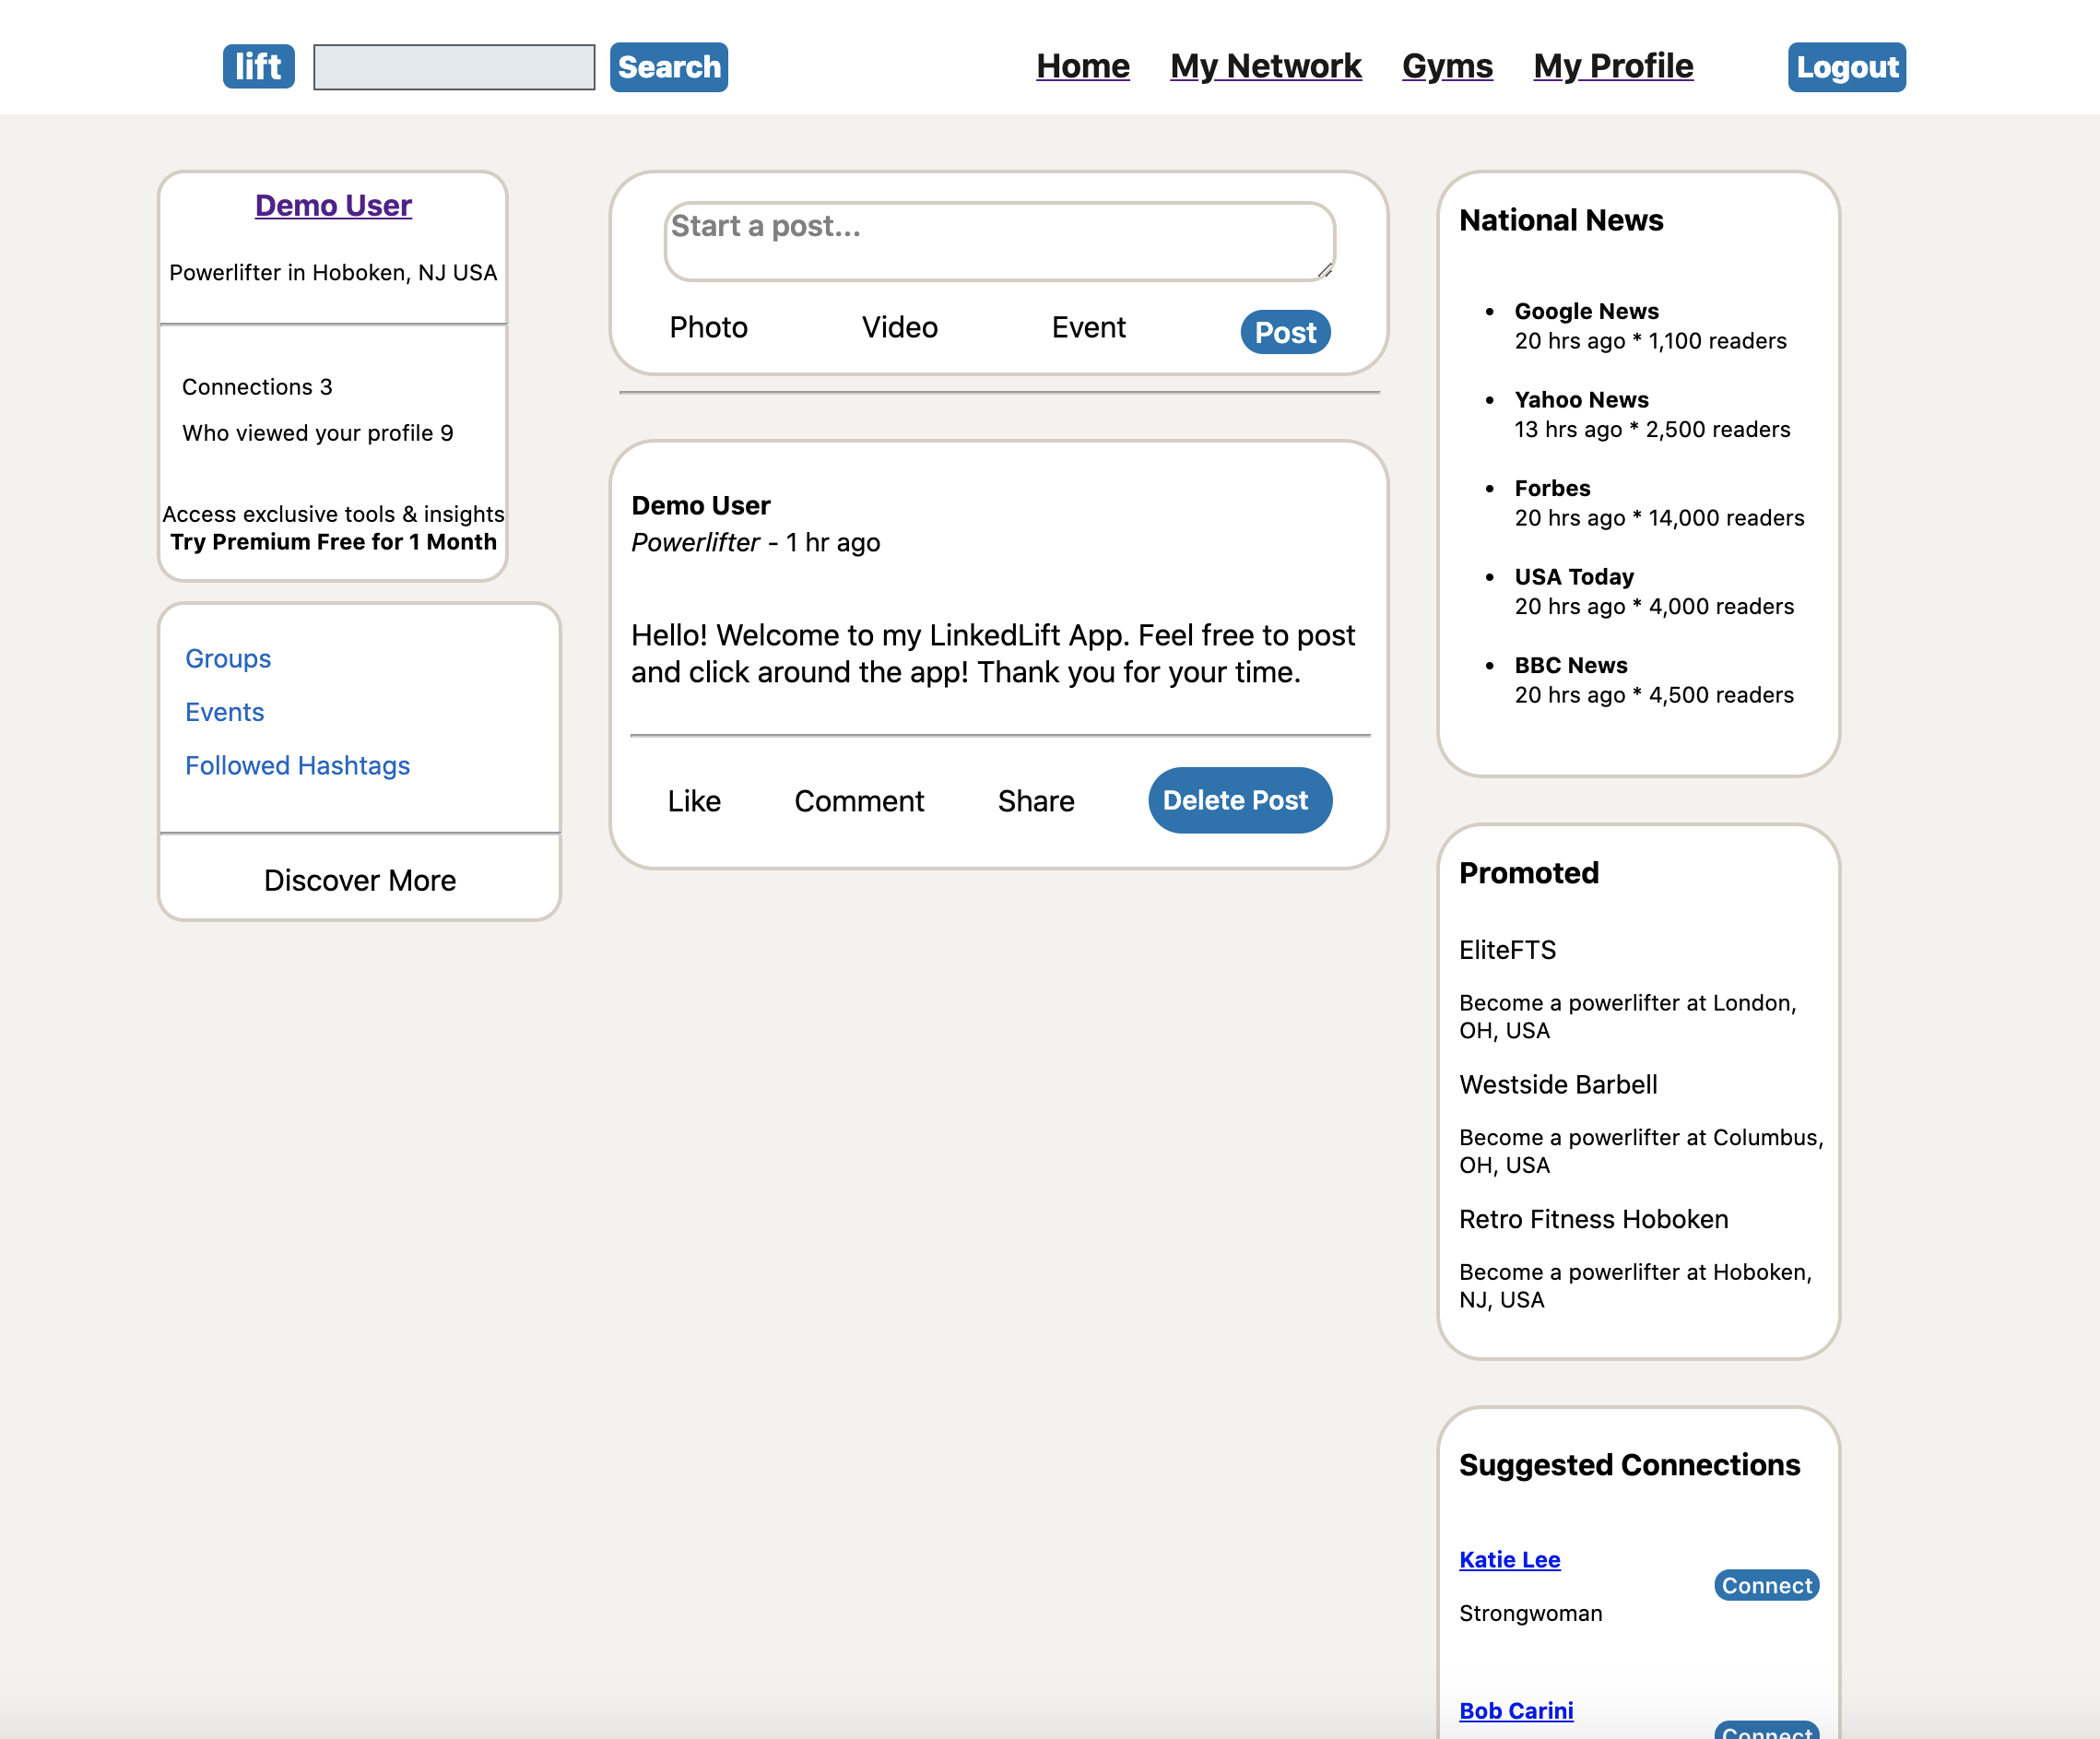 lift
Search
Home
My Network
Gyms
My Profile
Logout
Demo User
Powerlifter in Hoboken, NJ USA
Connections 3
Who viewed your profile 9
Access exclusive tools & insights
Try Premium Free for 1 Month
Groups
Events
Followed Hashtags
Discover More
Start a post...
Photo
Video
Event
Post
Demo User
Powerlifter - 1 hr ago
Hello! Welcome to my LinkedLift App. Feel free to post
and click around the app! Thank you for your time.
Like
Comment
Share
Delete Post
National News
• Google News
20 hrs ago * 1,100 readers
• Yahoo News
13 hrs ago * 2,500 readers
• Forbes
20 hrs ago * 14,000 readers
• USA Today
20 hrs ago * 4,000 readers
• BBC News
20 hrs ago * 4,500 readers
Promoted
EliteFTS
Become a powerlifter at London,
OH, USA
Westside Barbell
Become a powerlifter at Columbus,
OH, USA
Retro Fitness Hoboken
Become a powerlifter at Hoboken,
NJ, USA
Suggested Connections
Katie Lee
Connect
Strongwoman
Bob Carini
Connect